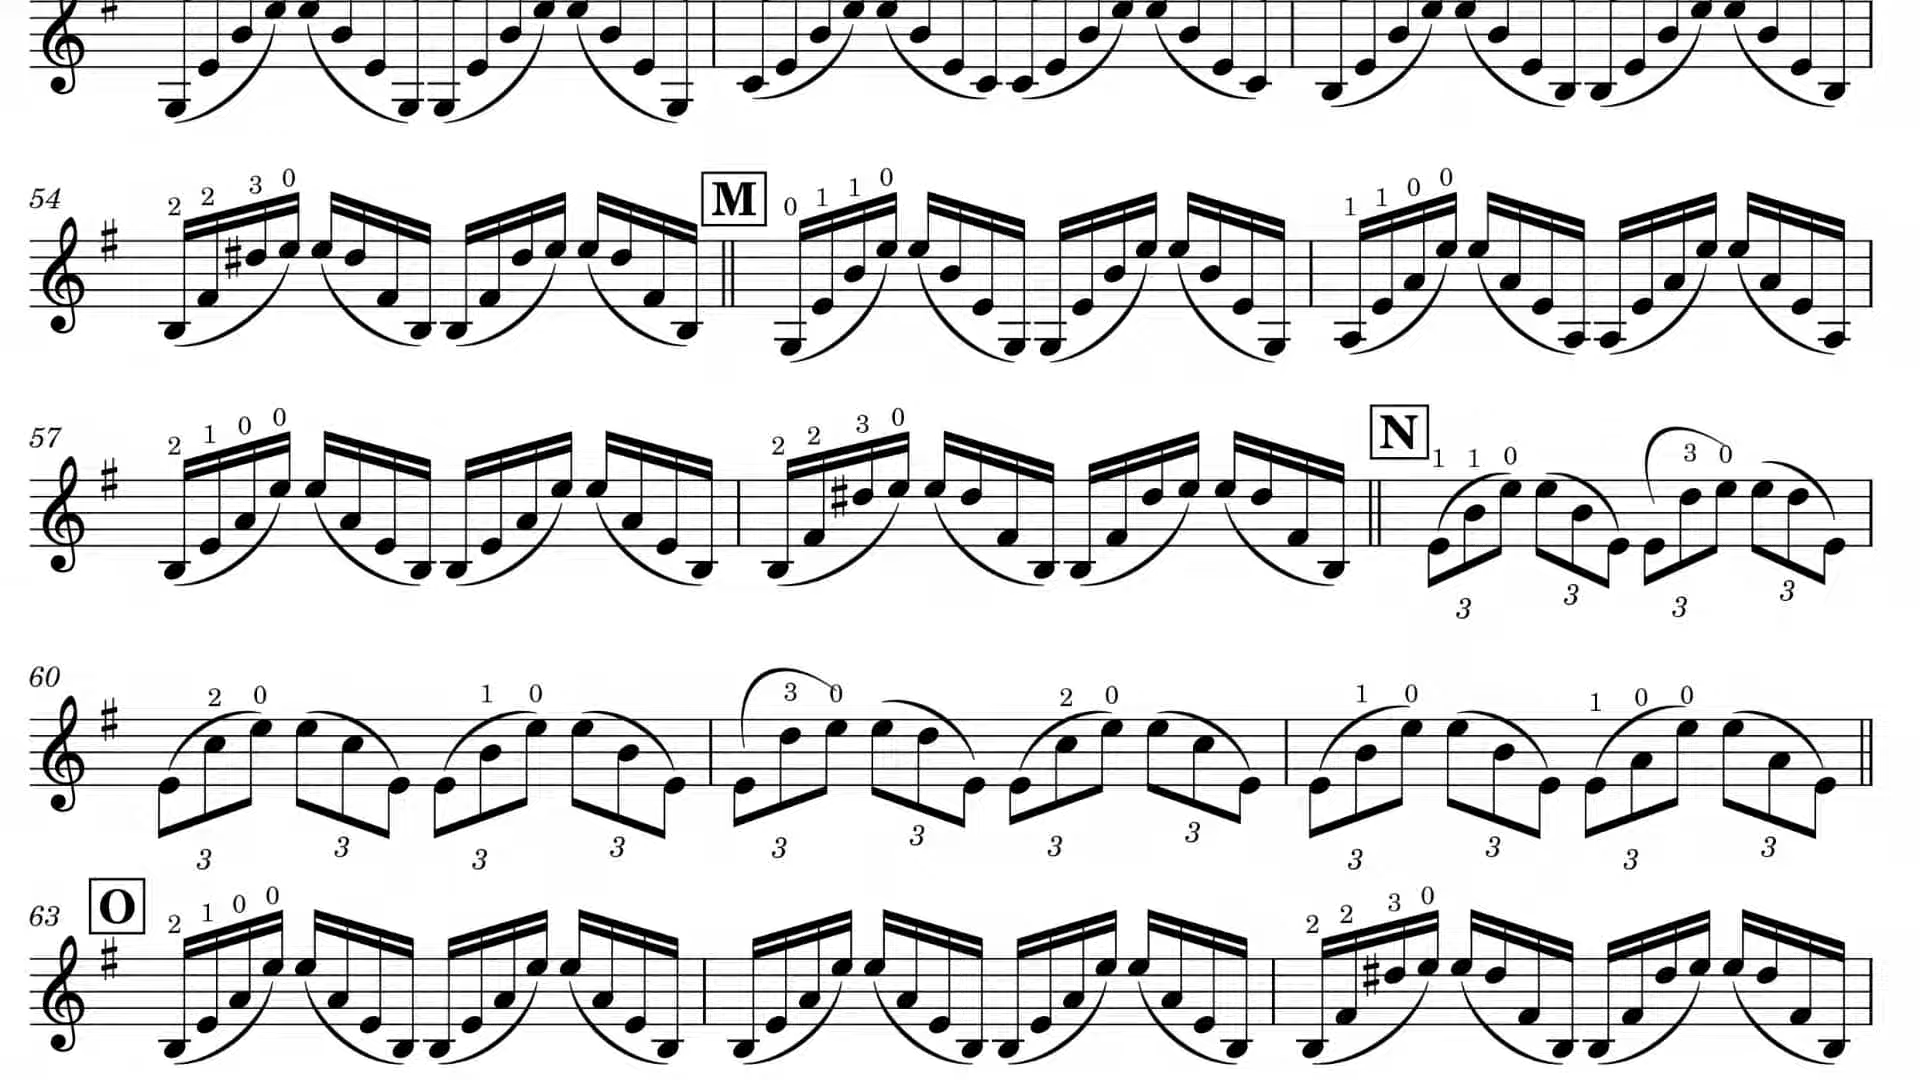 54 2 2 3 0 M 0 1 1 0 1 1 0 0
57 2 1 0 0 2 2 3 0 N 1 1 0 3 0
3 3 3 3
60 2 0 1 0 3 0 2 0 1 0 1 0 0
3 3 3 3 3 3 3 3 3 3 3 3
63 O 2 1 0 0 2 2 3 0